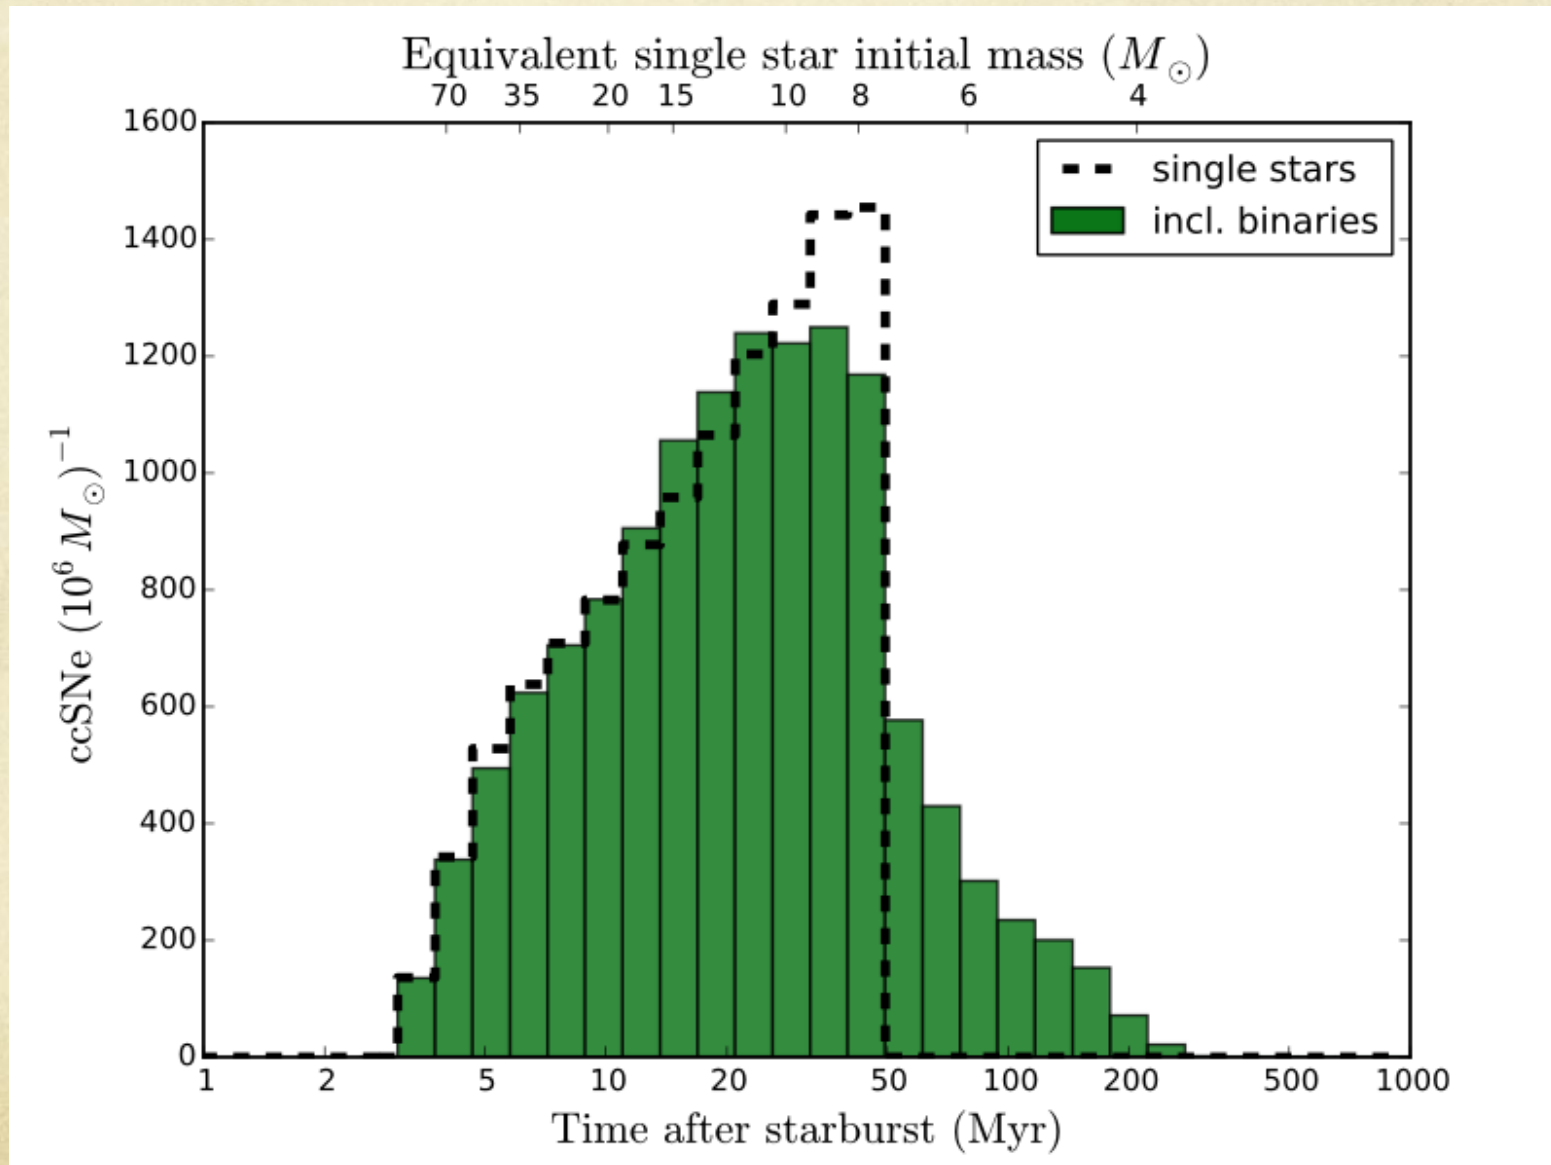 Equivalent single star initial mass (M⊙)
70 35 20 15 10 8 6 4
1600
1400
1200
1000
800
600
400
200
0
ccSNe (10⁶ M⊙)⁻¹
single stars
incl. binaries
1 2 5 10 20 50 100 200 500 1000
Time after starburst (Myr)